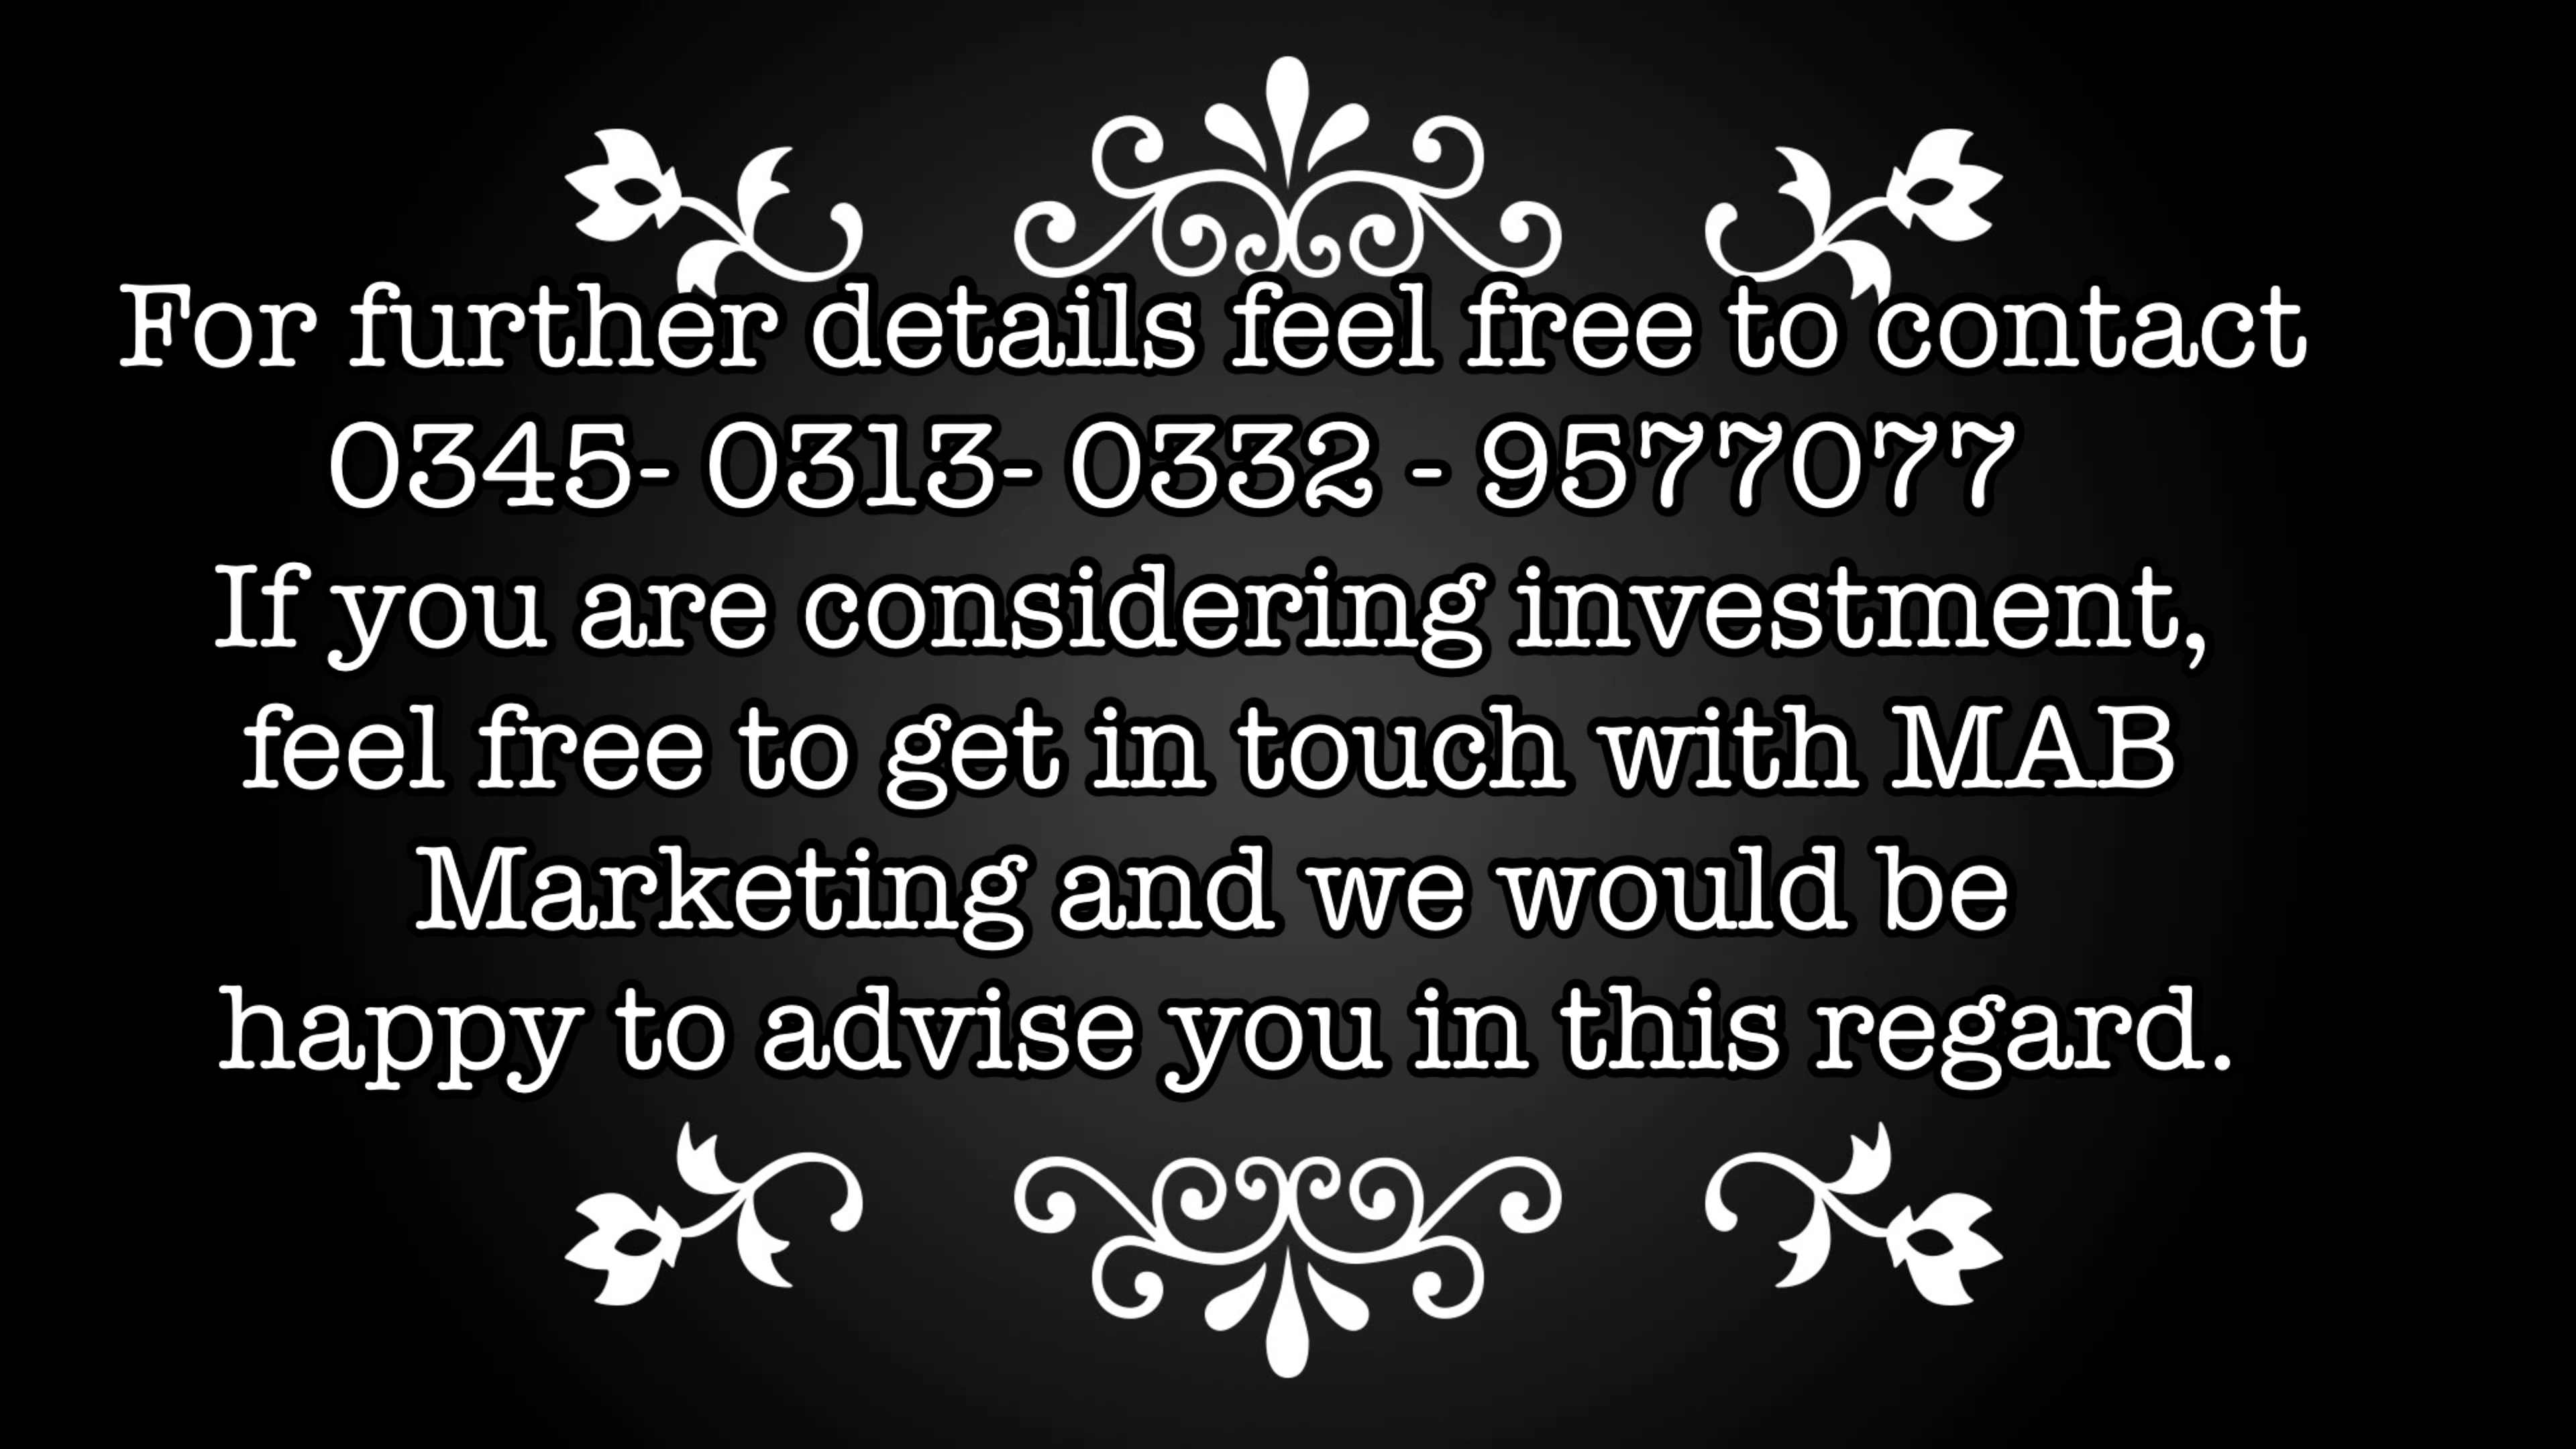 For further details feel free to contact
0345- 0313- 0332 - 9577077
If you are considering investment,
feel free to get in touch with MAB
Marketing and we would be
happy to advise you in this regard.